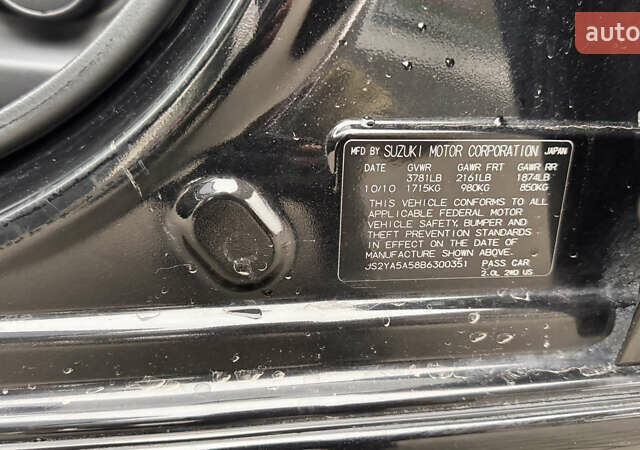 auto
MFD BY SUZUKI MOTOR CORPORATION JAPAN
DATE GVWR GAWR FRT GAWR RR
3781LB 2161LB 1874LB
10/10 1715KG 980KG 850KG
THIS VEHICLE CONFORMS TO ALL
APPLICABLE FEDERAL MOTOR
VEHICLE SAFETY, BUMPER AND
THEFT PREVENTION STANDARDS
IN EFFECT ON THE DATE OF
MANUFACTURE SHOWN ABOVE.
JS2YA5A58B6300351 PASS CAR
2.0L 2WD US